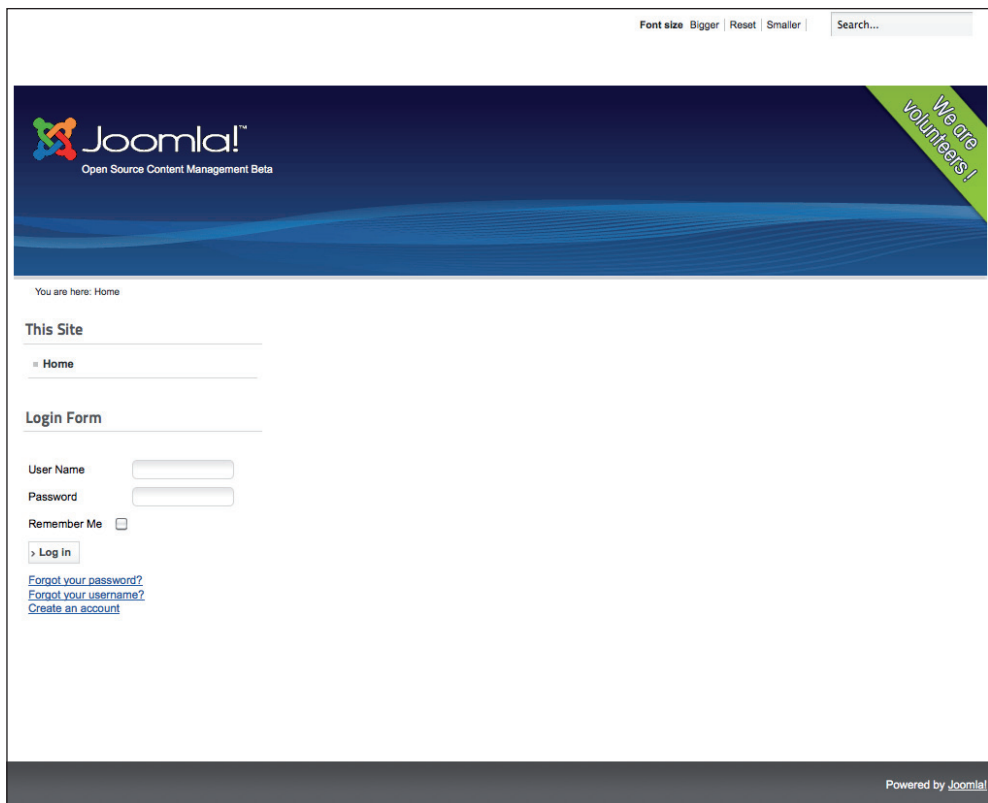 Font size Bigger | Reset | Smaller | Search...
Joomla!™
Open Source Content Management Beta
We are
volunteers!
You are here: Home
This Site
Home
Login Form
User Name
Password
Remember Me
› Log in
Forgot your password?
Forgot your username?
Create an account
Powered by Joomla!